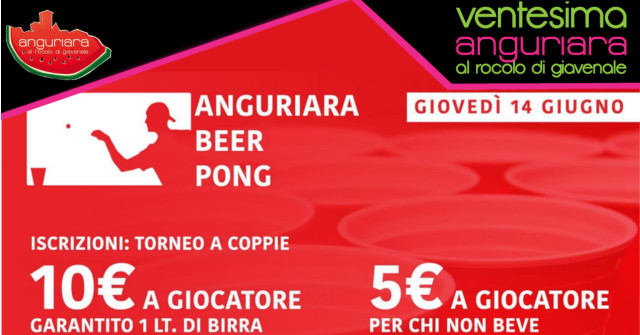 anguriara
al rocolo di giavenale
ventesima
anguriara
al rocolo di giavenale
ANGURIARA
BEER
PONG
GIOVEDÌ 14 GIUGNO
ISCRIZIONI: TORNEO A COPPIE
10€ A GIOCATORE
GARANTITO 1 LT. DI BIRRA
5€ A GIOCATORE
PER CHI NON BEVE